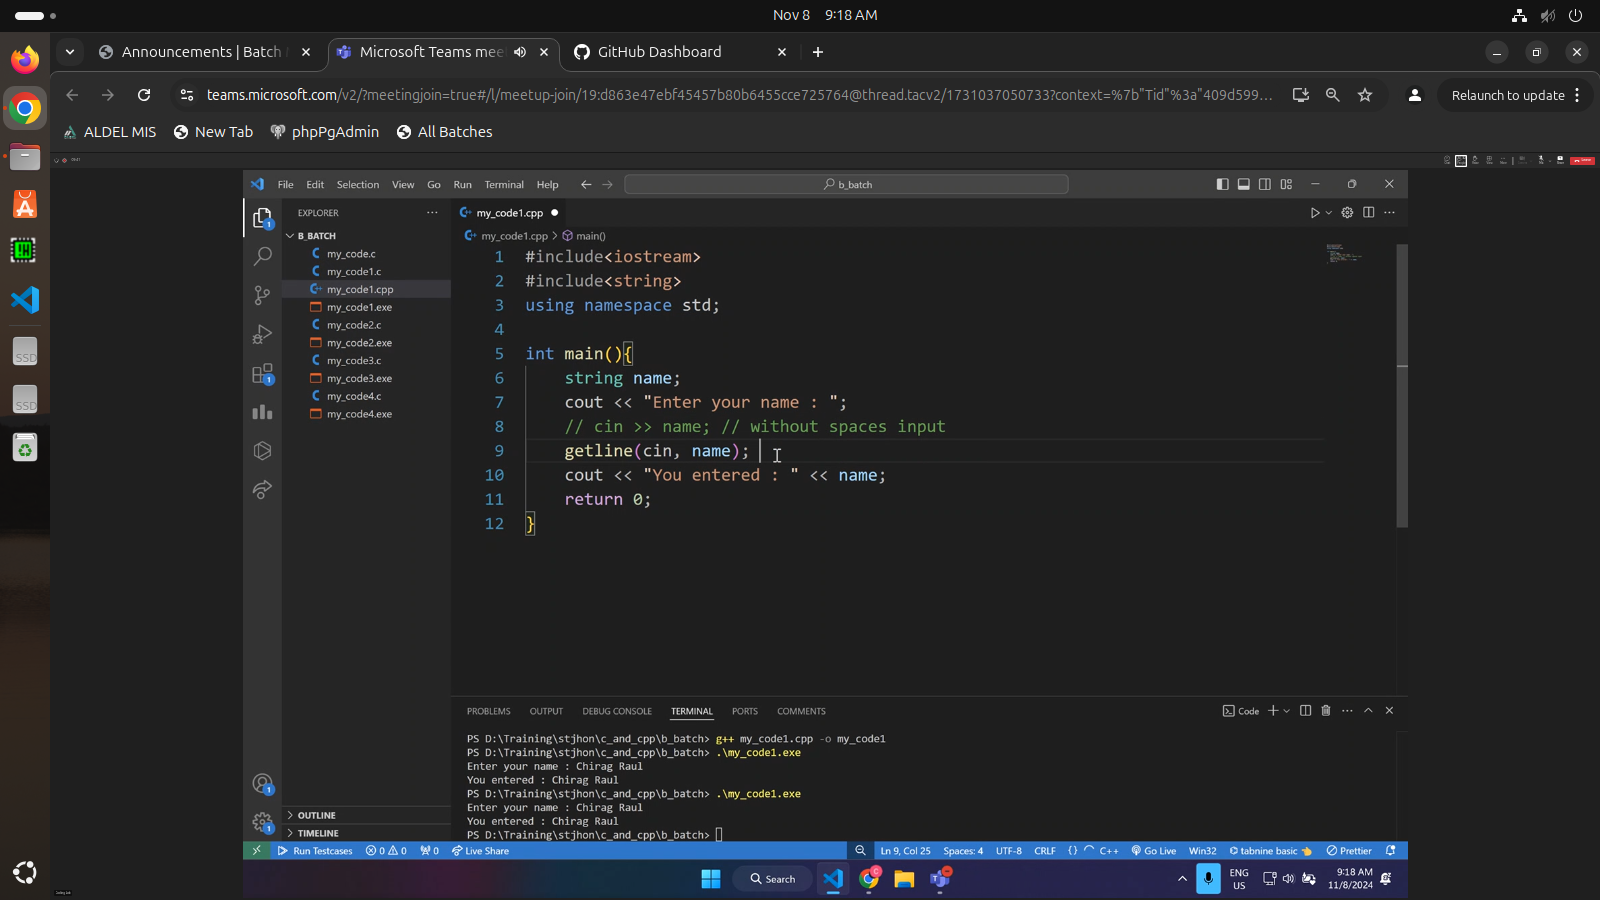 Nov 8 9:18 AM
Announcements | Batch
Microsoft Teams mee
GitHub Dashboard
teams.microsoft.com/v2/?meetingjoin=true#/l/meetup-join/19:d863e47ebf45457b80b6455cce725764@thread.tacv2/1731037050733?context=%7b"Tid"%3a"409d599...
Relaunch to update
ALDEL MIS
New Tab
phpPgAdmin
All Batches
File Edit Selection View Go Run Terminal Help
b_batch
EXPLORER
B_BATCH
my_code.c
my_code1.c
my_code1.cpp
my_code1.exe
my_code2.c
my_code2.exe
my_code3.c
my_code3.exe
my_code4.c
my_code4.exe
OUTLINE
TIMELINE
my_code1.cpp
my_code1.cpp > main()
1 #include<iostream>
2 #include<string>
3 using namespace std;
4
5 int main(){
6 string name;
7 cout << "Enter your name : ";
8 // cin >> name; // without spaces input
9 getline(cin, name);
10 cout << "You entered : " << name;
11 return 0;
12 }
PROBLEMS OUTPUT DEBUG CONSOLE TERMINAL PORTS COMMENTS
Code
PS D:\Training\stjhon\c_and_cpp\b_batch> g++ my_code1.cpp -o my_code1
PS D:\Training\stjhon\c_and_cpp\b_batch> .\my_code1.exe
Enter your name : Chirag Raul
You entered : Chirag Raul
PS D:\Training\stjhon\c_and_cpp\b_batch> .\my_code1.exe
Enter your name : Chirag Raul
You entered : Chirag Raul
PS D:\Training\stjhon\c_and_cpp\b_batch>
Run Testcases 0 0 0 Live Share
Ln 9, Col 25 Spaces: 4 UTF-8 CRLF {} C++ Go Live Win32 tabnine basic Prettier
Search
ENG
US
9:18 AM
11/8/2024
SSD
SSD